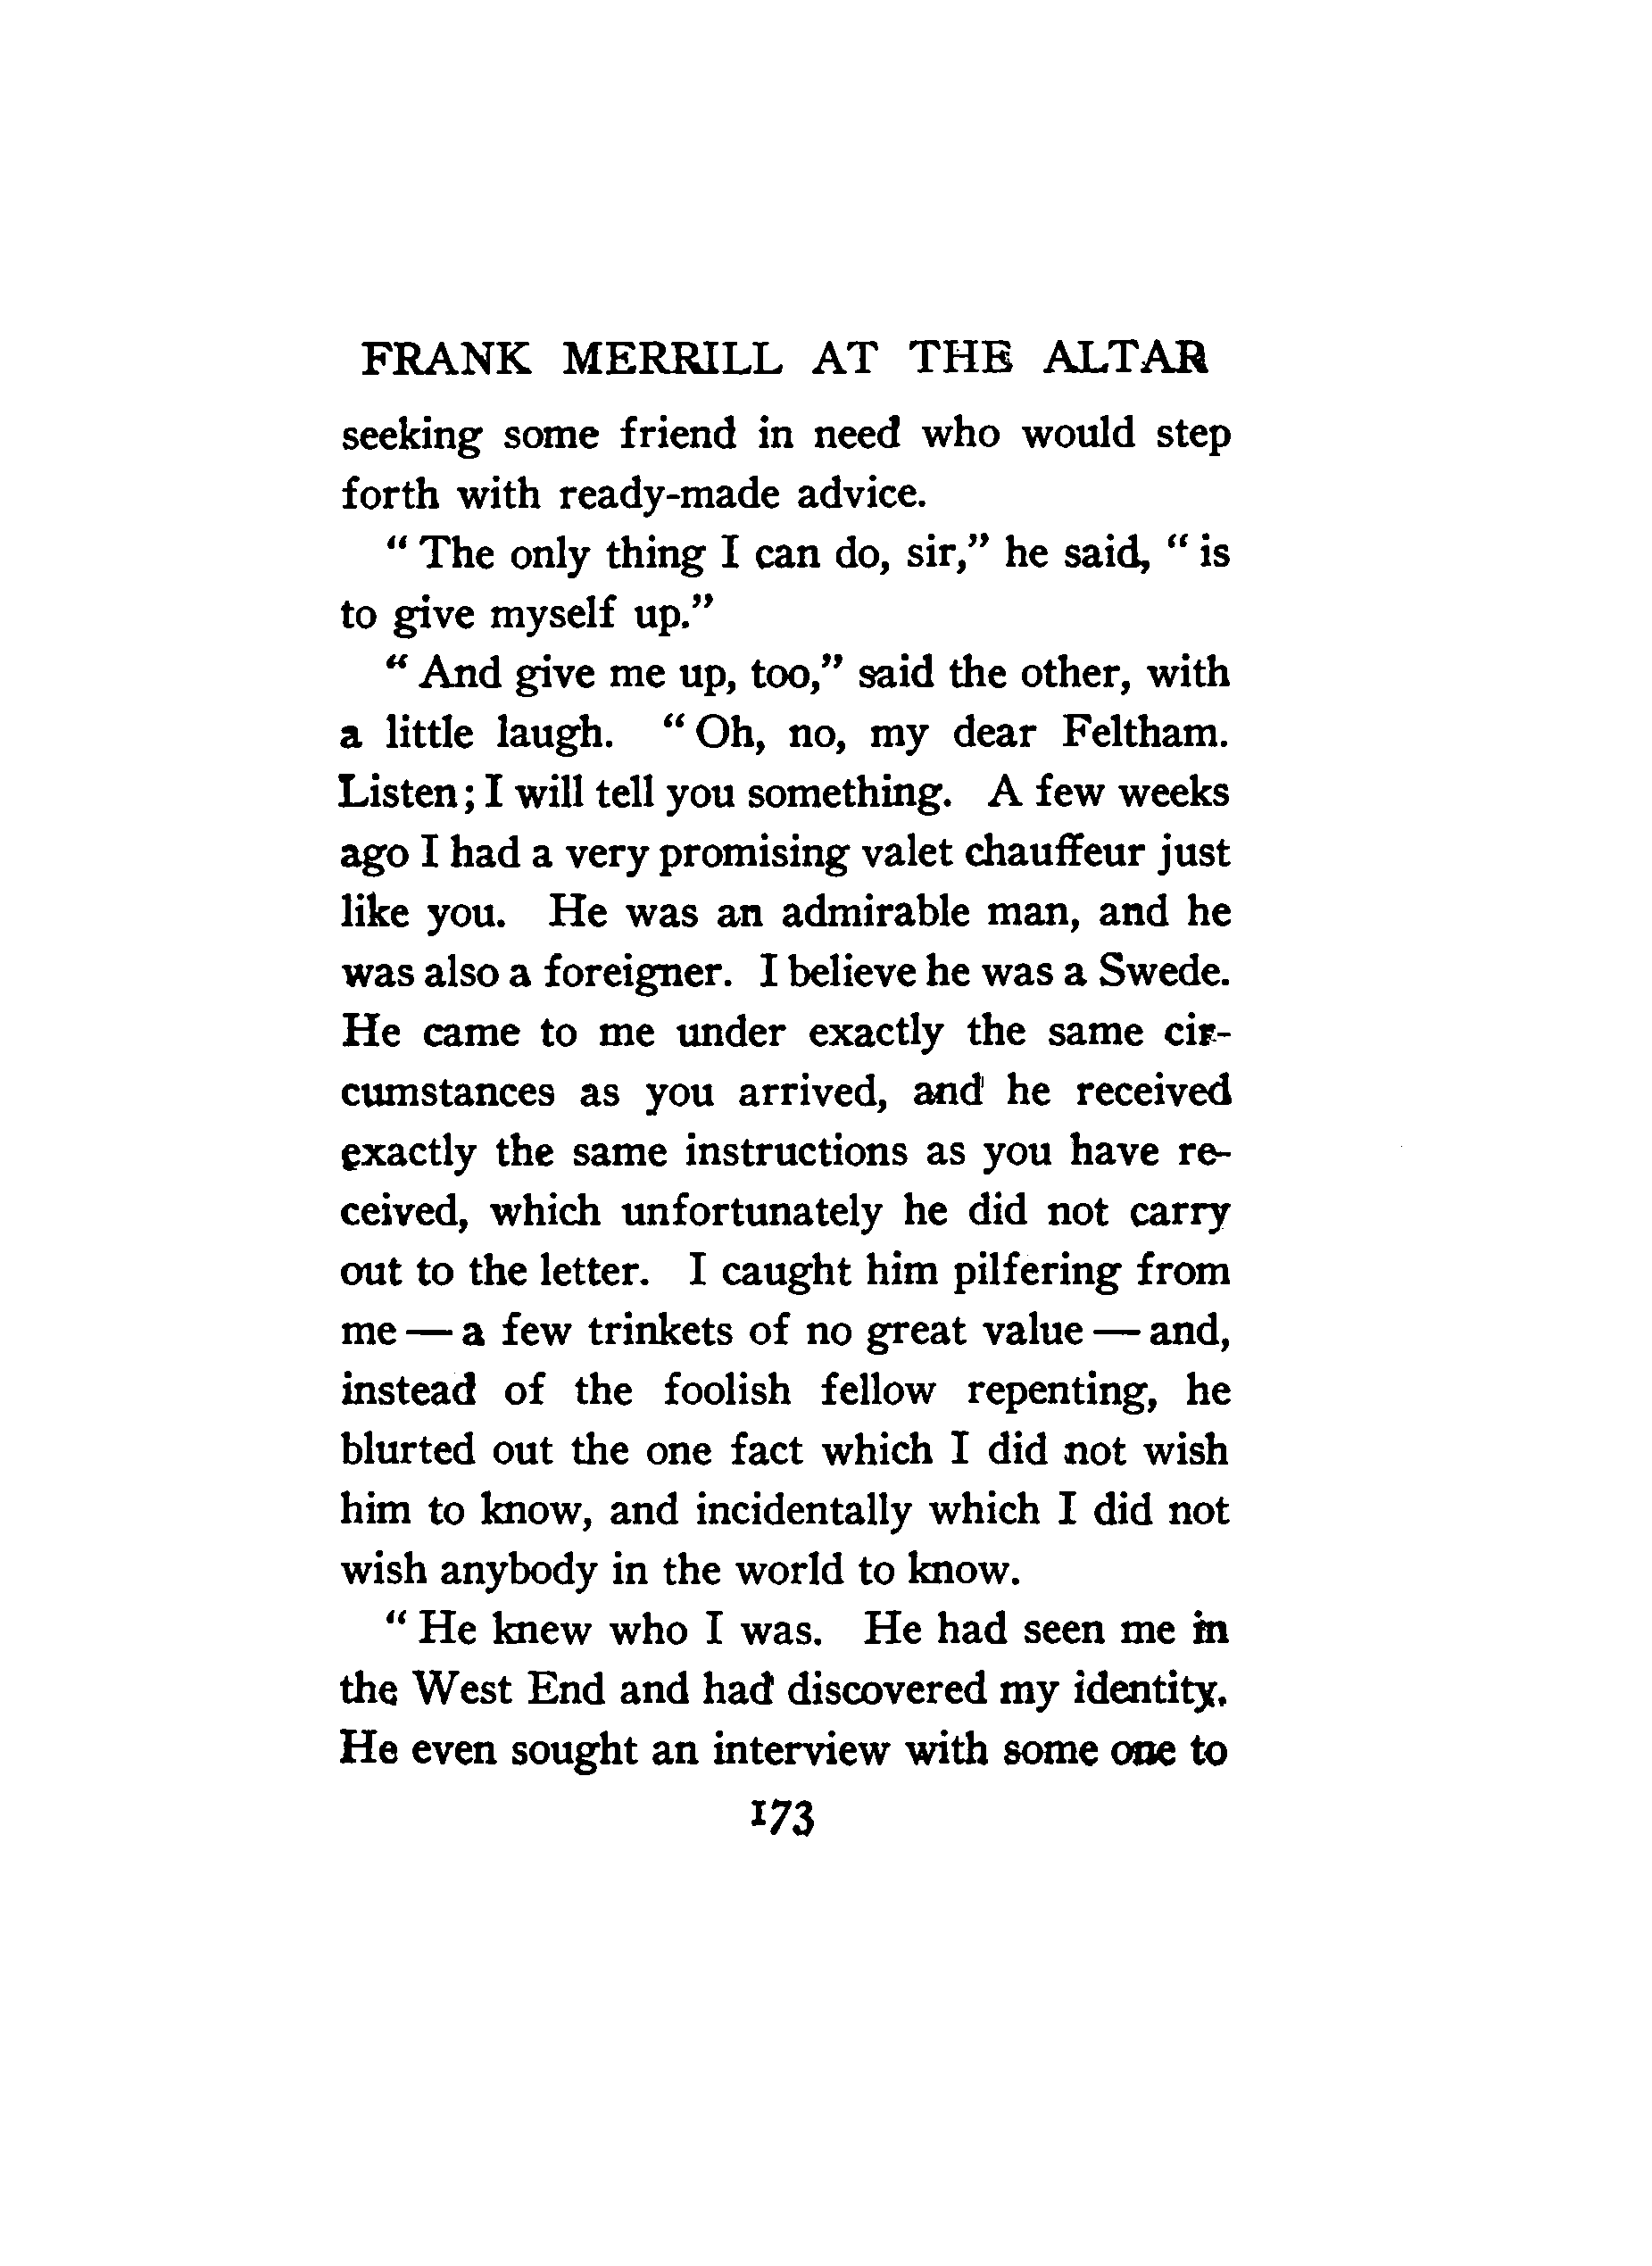 FRANK MERRILL AT THE ALTAR
seeking some friend in need who would step
forth with ready-made advice.
“ The only thing I can do, sir,” he said, “ is
to give myself up.”
“ And give me up, too,” said the other, with
a little laugh. “ Oh, no, my dear Feltham.
Listen; I will tell you something. A few weeks
ago I had a very promising valet chauffeur just
like you. He was an admirable man, and he
was also a foreigner. I believe he was a Swede.
He came to me under exactly the same cir-
cumstances as you arrived, and he received
exactly the same instructions as you have re-
ceived, which unfortunately he did not carry
out to the letter. I caught him pilfering from
me — a few trinkets of no great value — and,
instead of the foolish fellow repenting, he
blurted out the one fact which I did not wish
him to know, and incidentally which I did not
wish anybody in the world to know.
“ He knew who I was. He had seen me in
the West End and had discovered my identity.
He even sought an interview with some one to
173